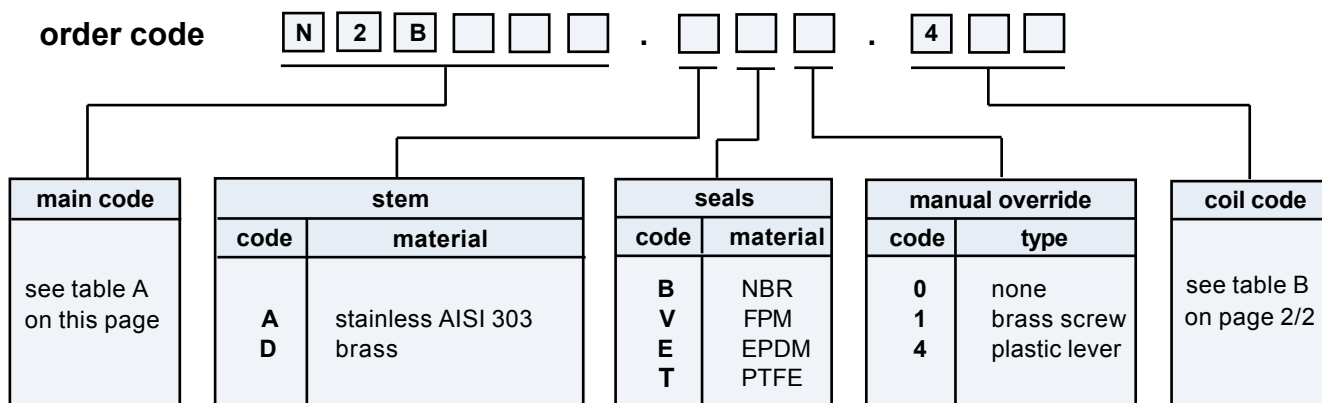 order code N 2 B . . 4
main code
see table A
on this page
stem
code material
A stainless AISI 303
D brass
seals
code material
B NBR
V FPM
E EPDM
T PTFE
manual override
code type
0 none
1 brass screw
4 plastic lever
coil code
see table B
on page 2/2